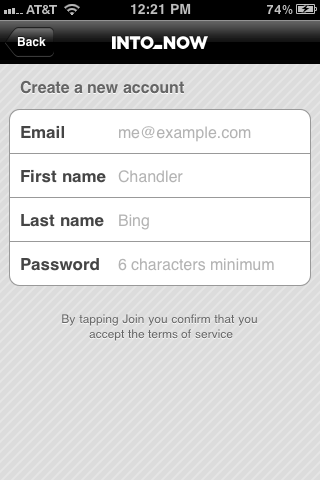 AT&T 12:21 PM 74%
Back INTO_NOW
Create a new account
Email me@example.com
First name Chandler
Last name Bing
Password 6 characters minimum
By tapping Join you confirm that you
accept the terms of service